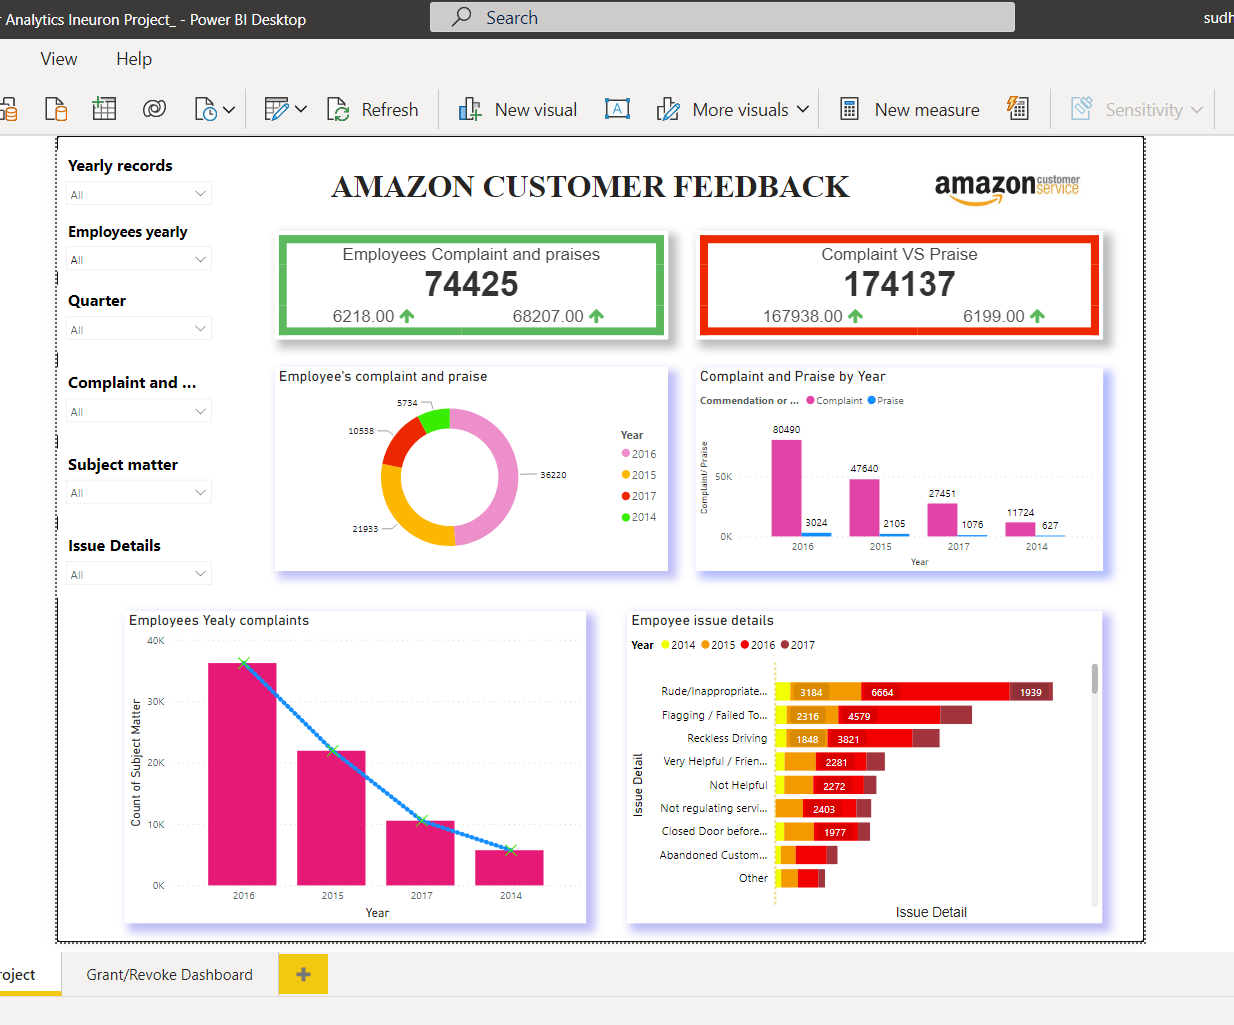 r Analytics Ineuron Project_ - Power BI Desktop
Search
sudh
View
Help
Refresh
New visual
More visuals
New measure
Sensitivity
Yearly records
All
Employees yearly
All
Quarter
All
Complaint and ...
All
Subject matter
All
Issue Details
All
AMAZON CUSTOMER FEEDBACK
amazon customer service
Employees Complaint and praises
74425
6218.00
68207.00
Complaint VS Praise
174137
167938.00
6199.00
Employee's complaint and praise
5734
10538
36220
21933
Year
2016
2015
2017
2014
Complaint and Praise by Year
Commendation or ...
Complaint
Praise
Complaint/ Praise
50K
0K
80490
3024
47640
2105
27451
1076
11724
627
2016
2015
2017
2014
Year
Employees Yealy complaints
Count of Subject Matter
40K
30K
20K
10K
0K
2016
2015
2017
2014
Year
Empoyee issue details
Year
2014
2015
2016
2017
Issue Detail
Rude/Inappropriate...
3184
6664
1939
Flagging / Failed To...
2316
4579
Reckless Driving
1848
3821
Very Helpful / Frien...
2281
Not Helpful
2272
Not regulating servi...
2403
Closed Door before...
1977
Abandoned Custom...
Other
Issue Detail
roject
Grant/Revoke Dashboard